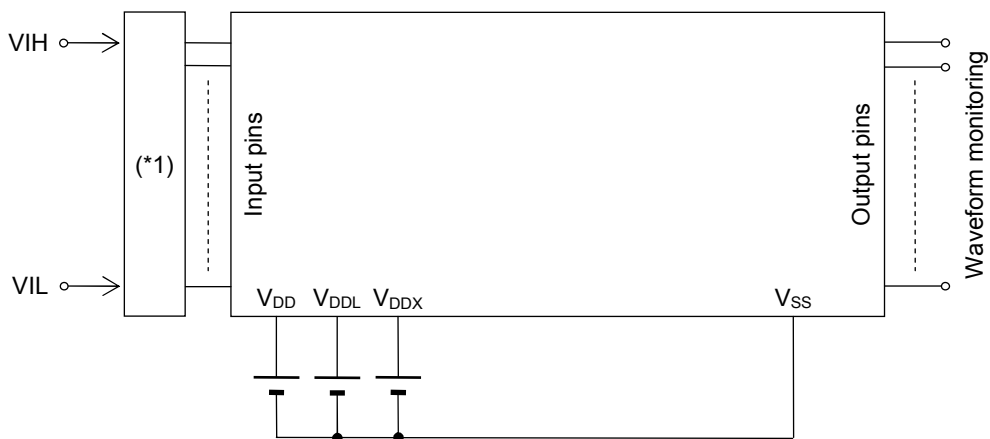 VIH
(*1)
VIL
Input pins
Output pins
Waveform monitoring
VDD
VDDL
VDDX
VSS